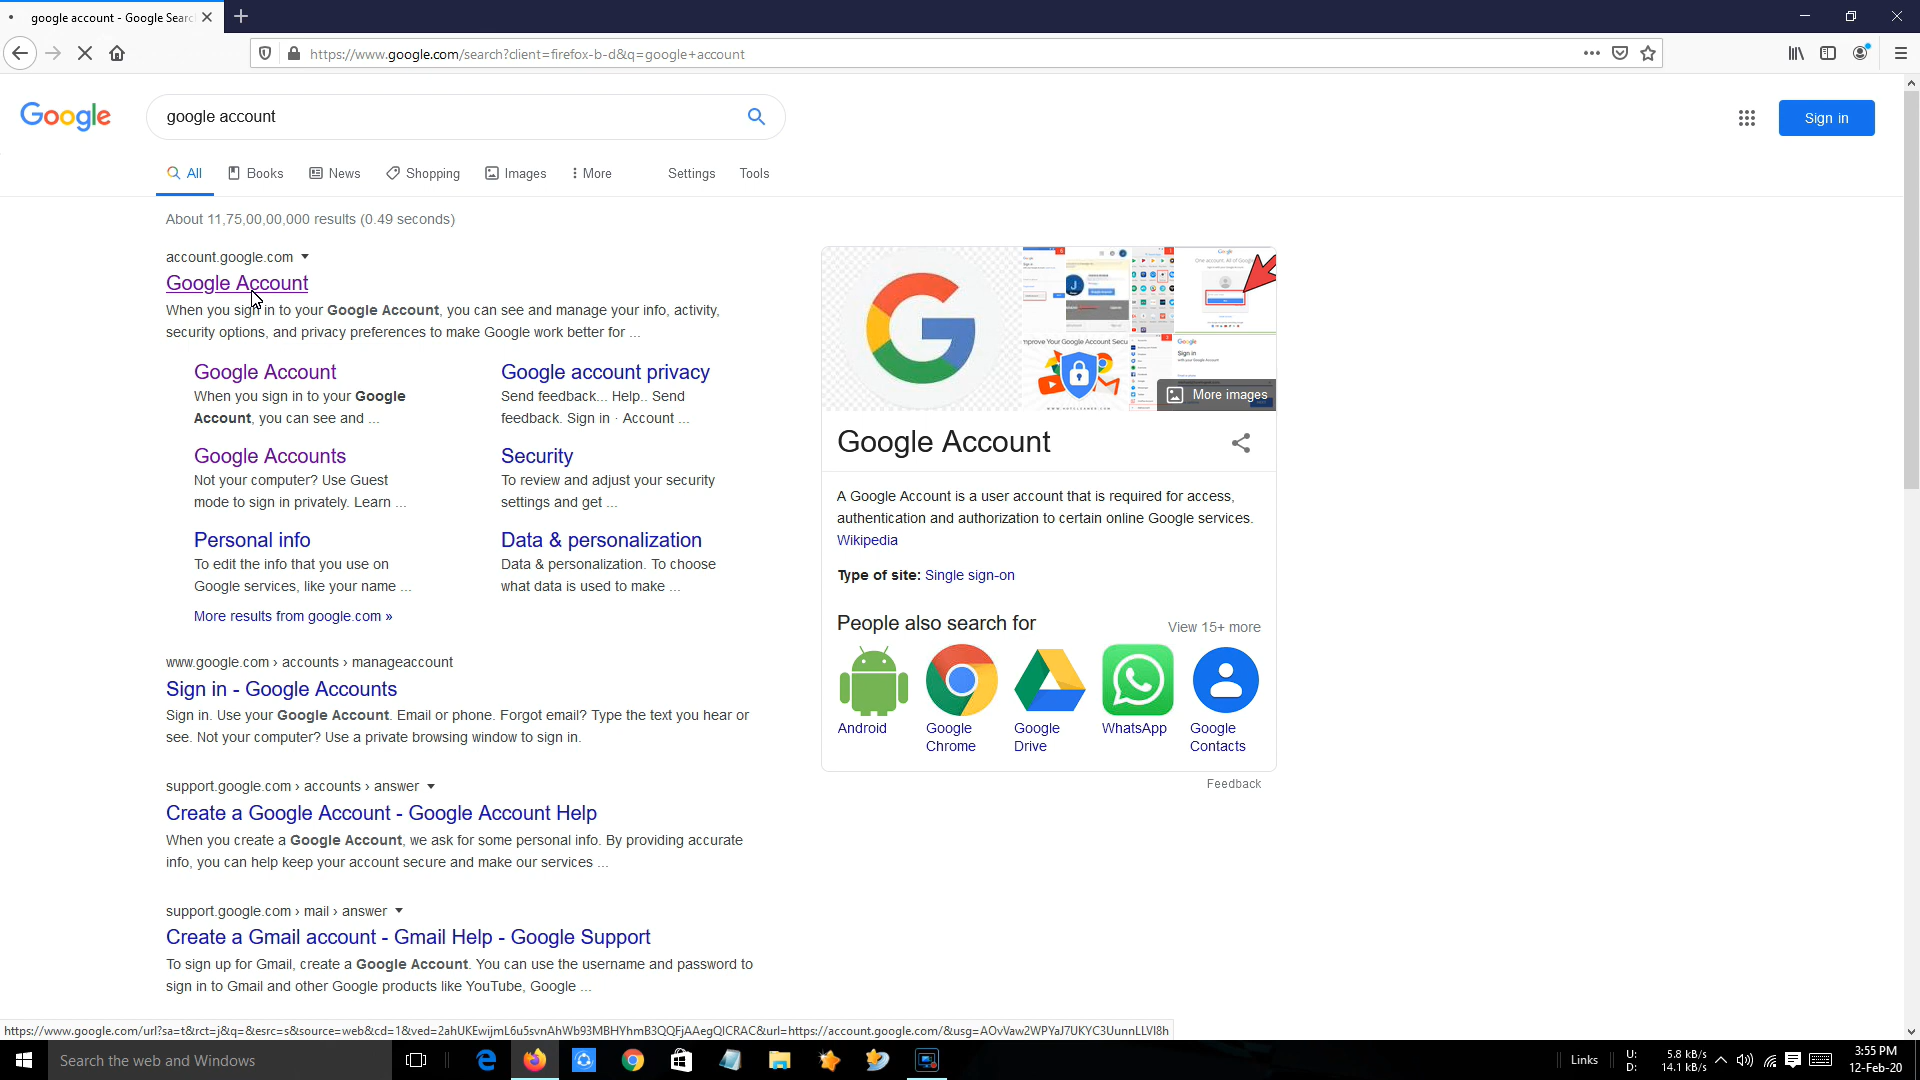 google account - Google Searc
https://www.google.com/search?client=firefox-b-d&q=google+account
Google
google account
Sign in
All
Books
News
Shopping
Images
More
Settings
Tools
About 11,75,00,00,000 results (0.49 seconds)
account.google.com
Google Account
When you sign in to your Google Account, you can see and manage your info, activity,
security options, and privacy preferences to make Google work better for ...
Google Account
When you sign in to your Google
Account, you can see and ...
Google account privacy
Send feedback... Help.. Send
feedback. Sign in · Account ...
Google Accounts
Not your computer? Use Guest
mode to sign in privately. Learn ...
Security
To review and adjust your security
settings and get ...
Personal info
To edit the info that you use on
Google services, like your name ...
Data & personalization
Data & personalization. To choose
what data is used to make ...
More results from google.com »
www.google.com › accounts › manageaccount
Sign in - Google Accounts
Sign in. Use your Google Account. Email or phone. Forgot email? Type the text you hear or
see. Not your computer? Use a private browsing window to sign in.
support.google.com › accounts › answer
Create a Google Account - Google Account Help
When you create a Google Account, we ask for some personal info. By providing accurate
info, you can help keep your account secure and make our services ...
support.google.com › mail › answer
Create a Gmail account - Gmail Help - Google Support
To sign up for Gmail, create a Google Account. You can use the username and password to
sign in to Gmail and other Google products like YouTube, Google ...
One account. All of Googl
mprove Your Google Account Secu
Google
Sign in
More images
Google Account
A Google Account is a user account that is required for access,
authentication and authorization to certain online Google services.
Wikipedia
Type of site: Single sign-on
People also search for
View 15+ more
Android
Google
Chrome
Google
Drive
WhatsApp
Google
Contacts
Feedback
https://www.google.com/url?sa=t&rct=j&q=&esrc=s&source=web&cd=1&ved=2ahUKEwijmL6u5svnAhWb93MBHYhmB3QQFjAAegQICRAC&url=https://account.google.com/&usg=AOvVaw2WPYaJ7UKYC3UunnLLVl8h
Search the web and Windows
Links
U: 5.8 kB/s
D: 14.1 kB/s
3:55 PM
12-Feb-20